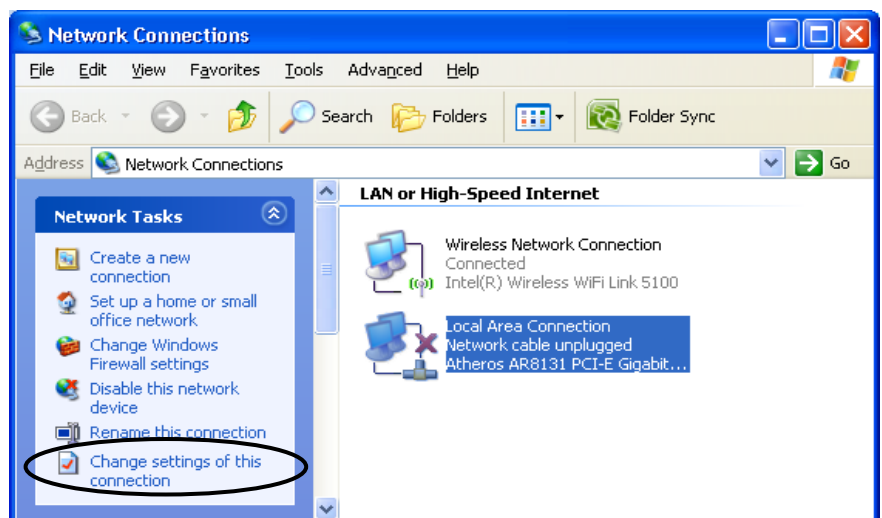 Network Connections
File Edit View Favorites Tools Advanced Help
Back Search Folders Folder Sync
Address Network Connections Go
Network Tasks
Create a new
connection
Set up a home or small
office network
Change Windows
Firewall settings
Disable this network
device
Rename this connection
Change settings of this
connection
LAN or High-Speed Internet
Wireless Network Connection
Connected
Intel(R) Wireless WiFi Link 5100
Local Area Connection
Network cable unplugged
Atheros AR8131 PCI-E Gigabit...